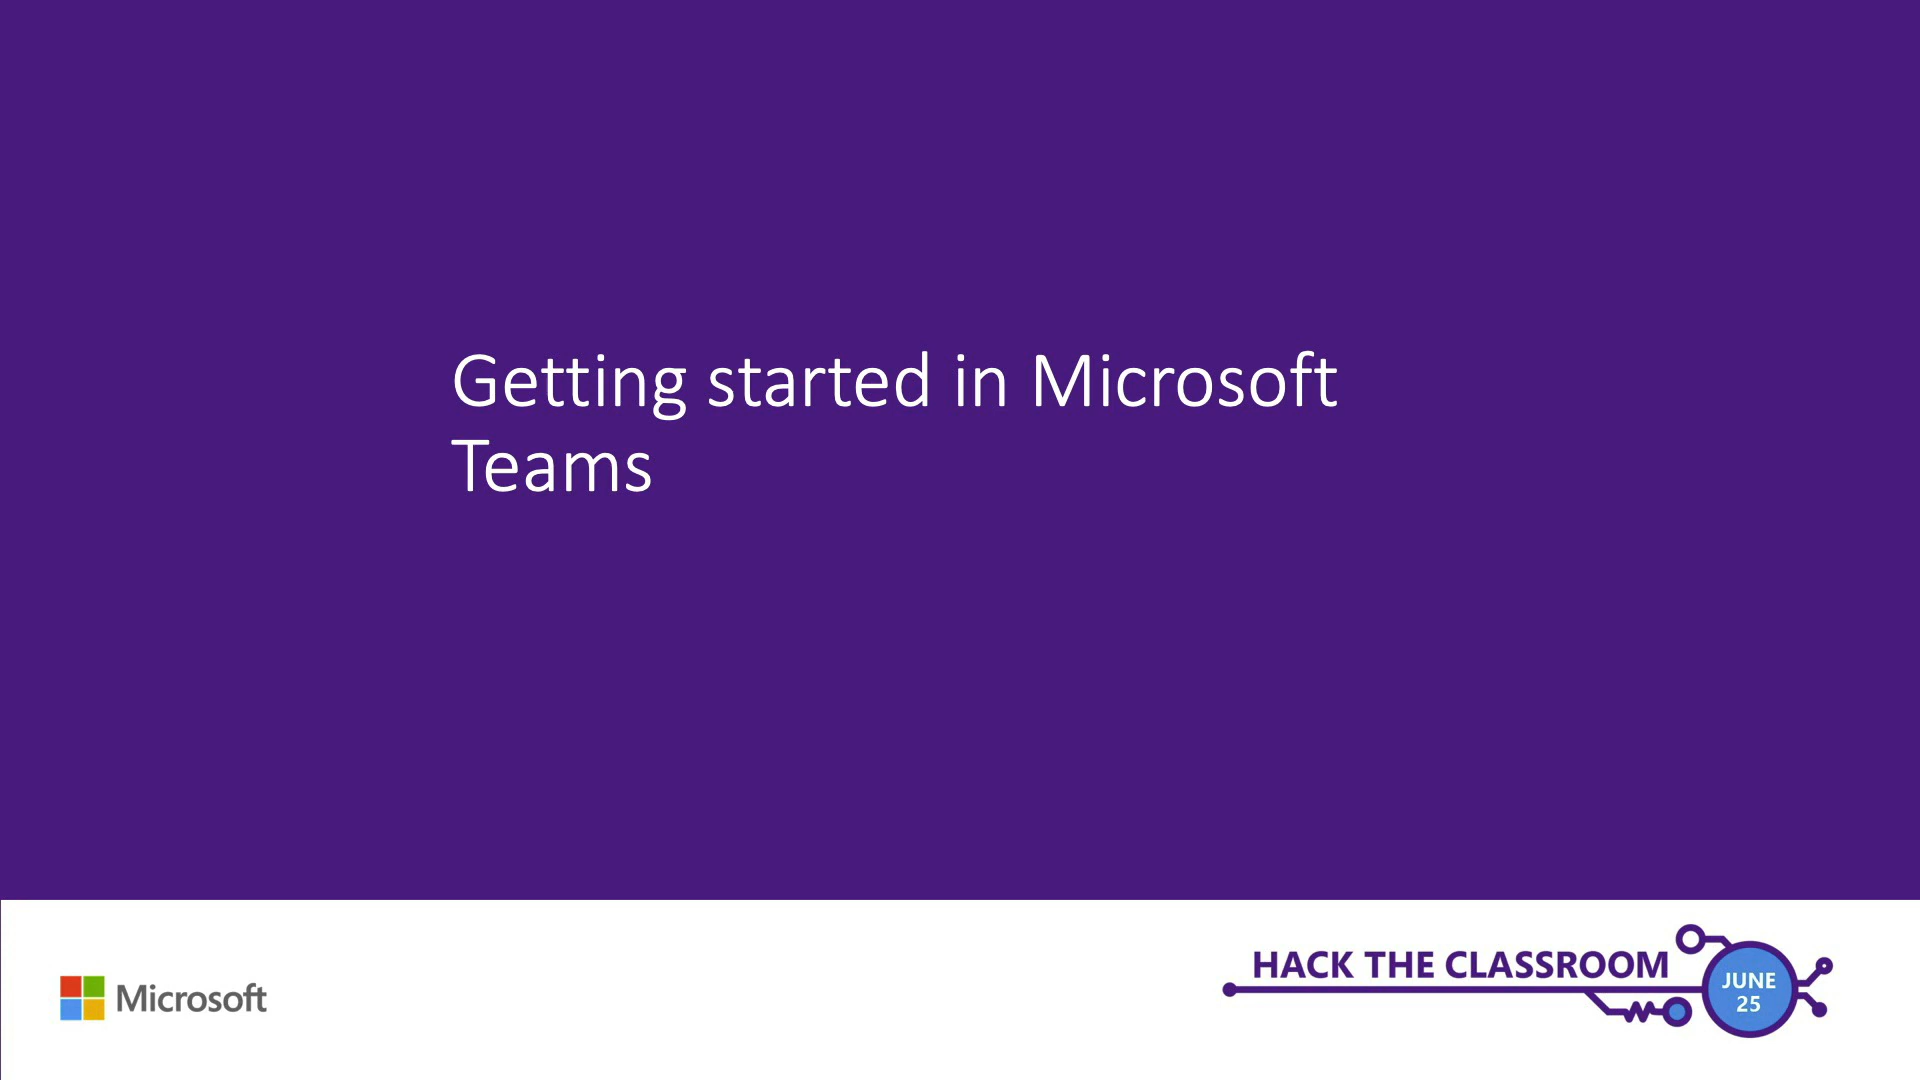 Getting started in Microsoft
Teams
Microsoft
HACK THE CLASSROOM
JUNE
25